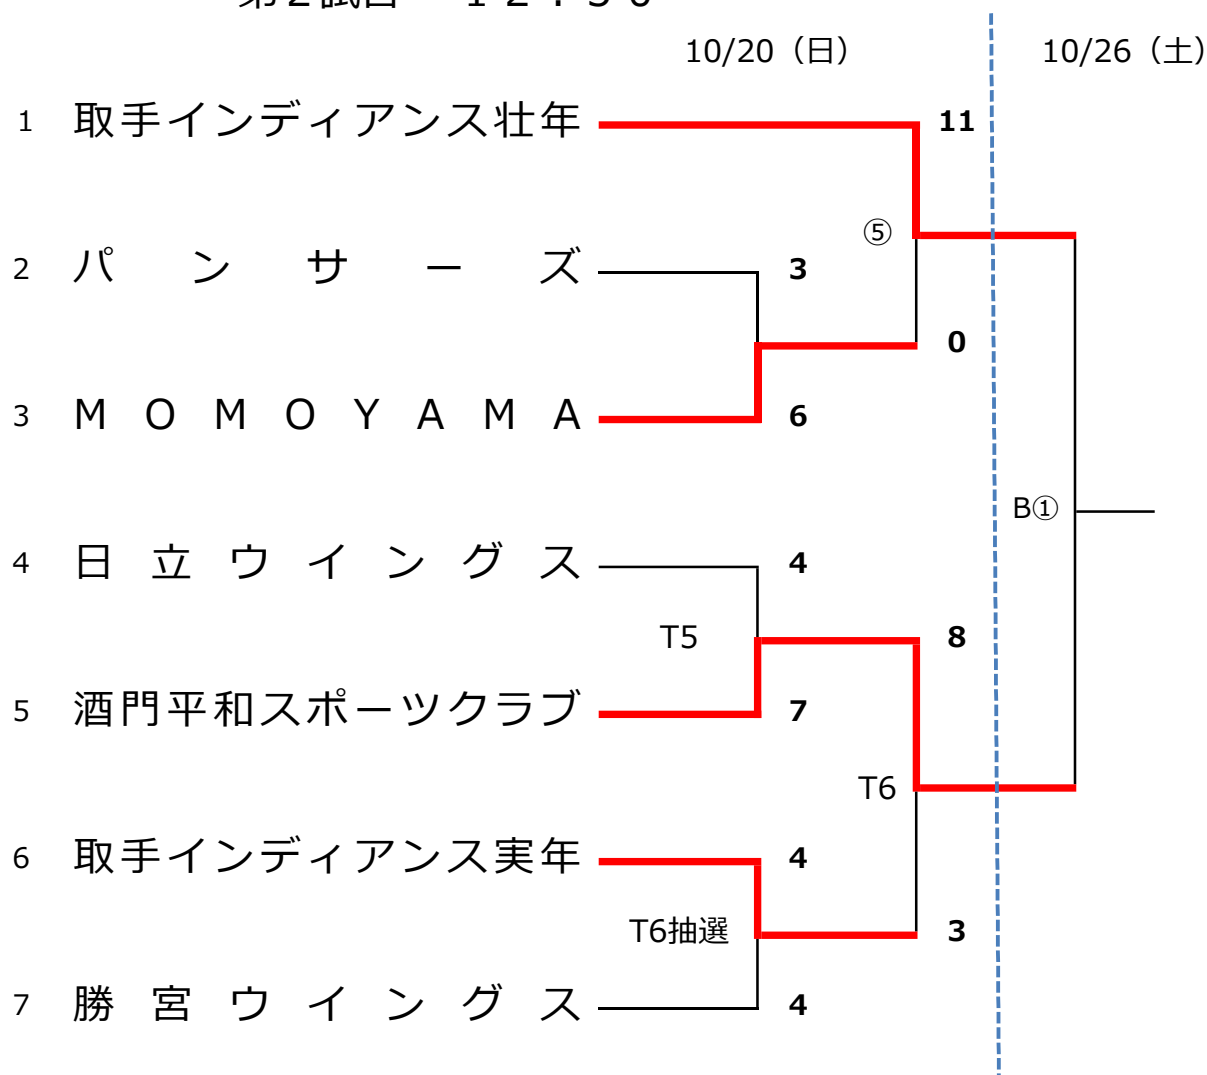 10/20（日） 10/26（土）
1 取手インディアンス壮年 11
⑤
2 パンサーズ 3
0
3 MOMOYAMA 6
B①
4 日立ウイングス 4
T5 8
5 酒門平和スポーツクラブ 7
T6
6 取手インディアンス実年 4
T6抽選 3
7 勝宮ウイングス 4